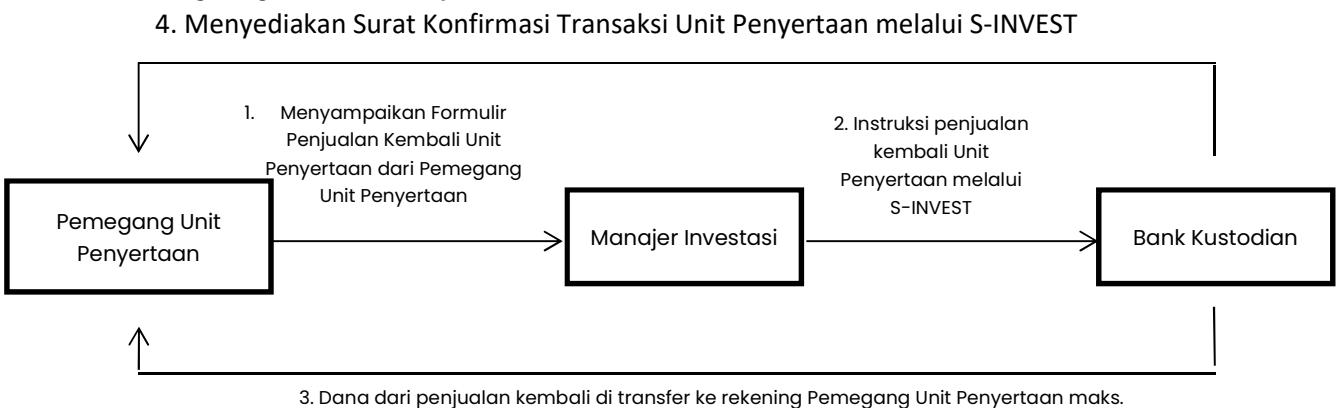 4. Menyediakan Surat Konfirmasi Transaksi Unit Penyertaan melalui S-INVEST
1. Menyampaikan Formulir
Penjualan Kembali Unit
Penyertaan dari Pemegang
Unit Penyertaan
2. Instruksi penjualan
kembali Unit
Penyertaan melalui
S-INVEST
Pemegang Unit
Penyertaan
Manajer Investasi
Bank Kustodian
3. Dana dari penjualan kembali di transfer ke rekening Pemegang Unit Penyertaan maks.